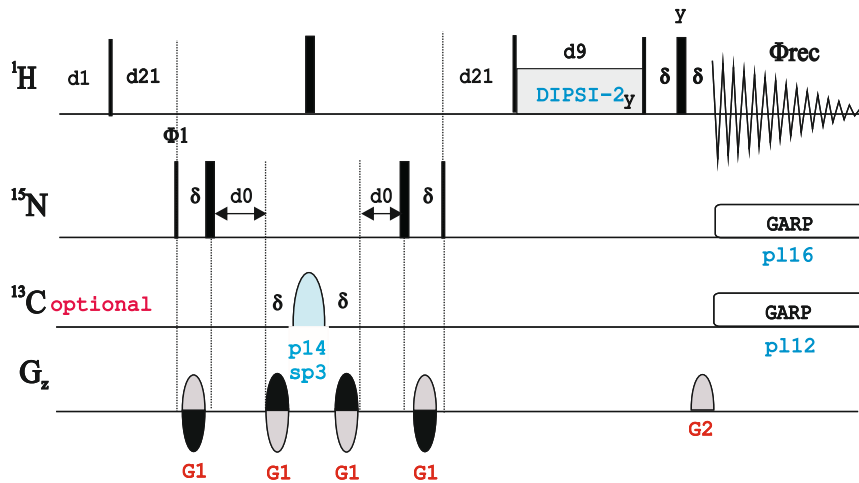 y
d9
Φrec
¹H
d1
d21
d21
δ
δ
DIPSI-2y
Φ1
¹⁵N
δ
d0
d0
δ
GARP
pl16
¹³C
optional
δ
δ
GARP
p14
pl12
sp3
Gz
G2
G1
G1
G1
G1